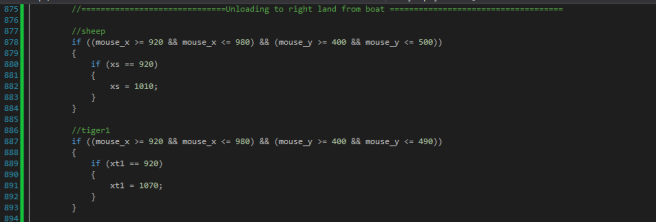 875 //==============================Unloading to right land from boat ====================================
876
877 //sheep
878 if ((mouse_x >= 920 && mouse_x <= 980) && (mouse_y >= 400 && mouse_y <= 500))
879 {
880 if (xs == 920)
881 {
882 xs = 1010;
883 }
884 }
885
886 //tiger1
887 if ((mouse_x >= 920 && mouse_x <= 980) && (mouse_y >= 400 && mouse_y <= 490))
888 {
889 if (xt1 == 920)
890 {
891 xt1 = 1070;
892 }
893 }
894